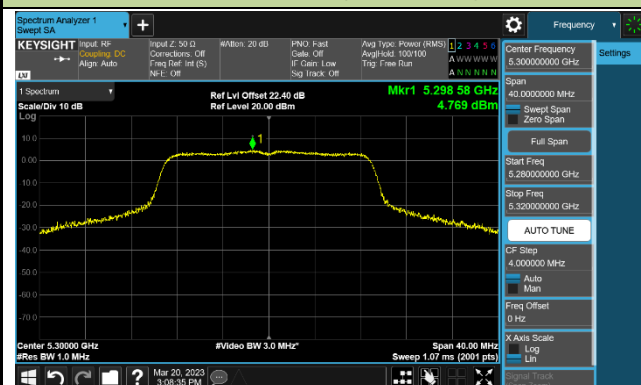 Spectrum Analyzer 1
Swept SA
Frequency
KEYSIGHT
Input: RF
Coupling: DC
Align: Auto
Input Z: 50 Ω
Corrections: Off
Freq Ref: Int (S)
NFE: Off
#Atten: 20 dB
PNO: Fast
Gate: Off
IF Gain: Low
Sig Track: Off
Avg Type: Power (RMS)
Avg|Hold: 100/100
Trig: Free Run
1 2 3 4 5 6
A W W W W W
A N N N N N
LXI
1 Spectrum
Scale/Div 10 dB
Log
Ref Lvl Offset 22.40 dB
Ref Level 20.00 dBm
Mkr1 5.298 58 GHz
4.769 dBm
1
10.0
0.00
-10.0
-20.0
-30.0
-40.0
-50.0
-60.0
-70.0
Center 5.30000 GHz
#Res BW 1.0 MHz
#Video BW 3.0 MHz*
Span 40.00 MHz
Sweep 1.07 ms (2001 pts)
Mar 20, 2023
3:08:35 PM
Center Frequency
5.300000000 GHz
Settings
Span
40.0000000 MHz
Swept Span
Zero Span
Full Span
Start Freq
5.280000000 GHz
Stop Freq
5.320000000 GHz
AUTO TUNE
CF Step
4.000000 MHz
Auto
Man
Freq Offset
0 Hz
X Axis Scale
Log
Lin
Signal Track